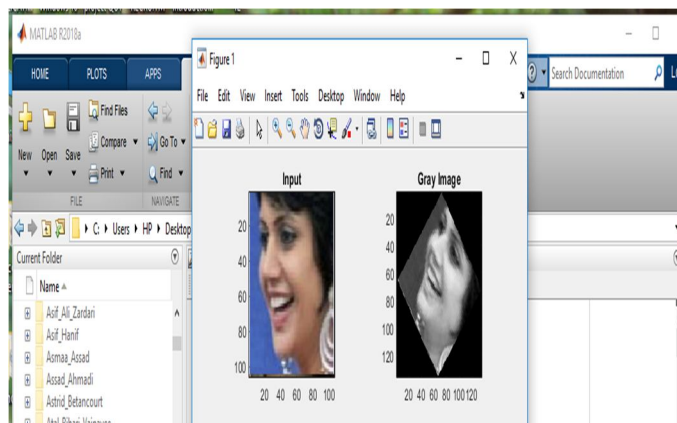 MATLAB R2018a
HOME PLOTS APPS
Search Documentation
Find Files
New Open Save
Compare
Print
Go To
Find
FILE NAVIGATE
C: Users HP Desktop
Current Folder
Name
Asif_Ali_Zardari
Asif_Hanif
Asmaa_Assad
Assad_Ahmadi
Astrid_Betancourt
Figure 1
File Edit View Insert Tools Desktop Window Help
Input
20
40
60
80
100
20 40 60 80 100
Gray Image
20
40
60
80
100
120
20 40 60 80 100 120